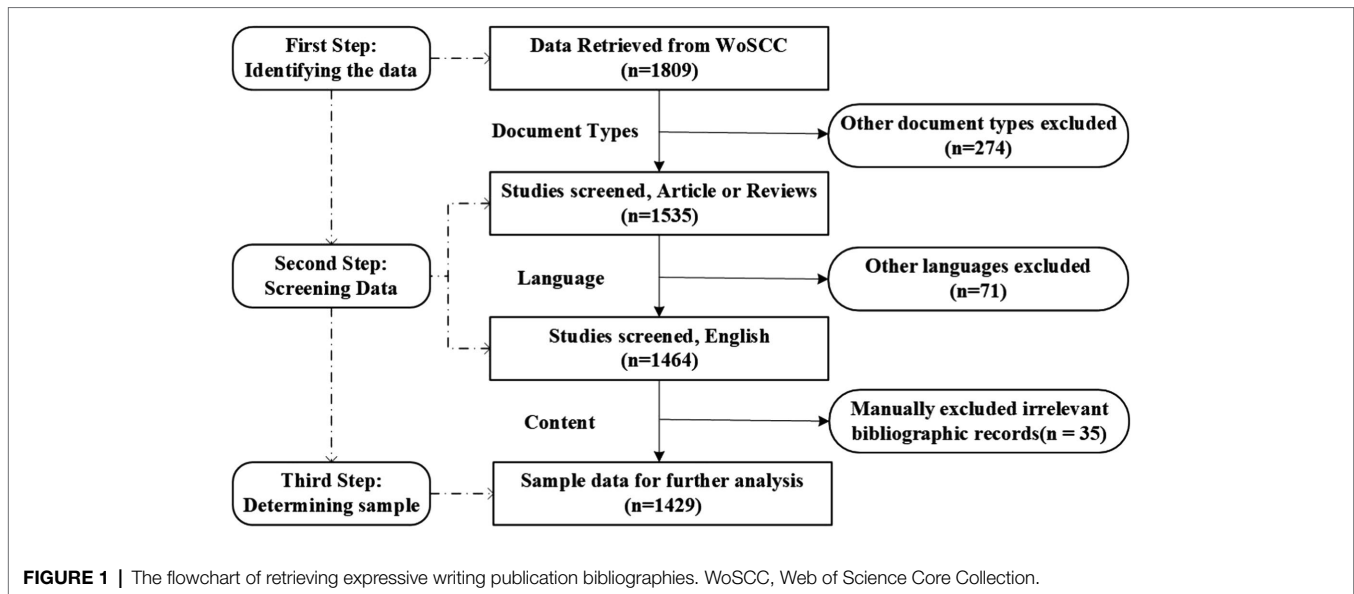 First Step:
Identifying the data
Data Retrieved from WoSCC
(n=1809)
Document Types
Other document types excluded
(n=274)
Studies screened, Article or Reviews
(n=1535)
Second Step:
Screening Data
Language
Other languages excluded
(n=71)
Studies screened, English
(n=1464)
Content
Manually excluded irrelevant
bibliographic records(n = 35)
Third Step:
Determining sample
Sample data for further analysis
(n=1429)
FIGURE 1 | The flowchart of retrieving expressive writing publication bibliographies. WoSCC, Web of Science Core Collection.